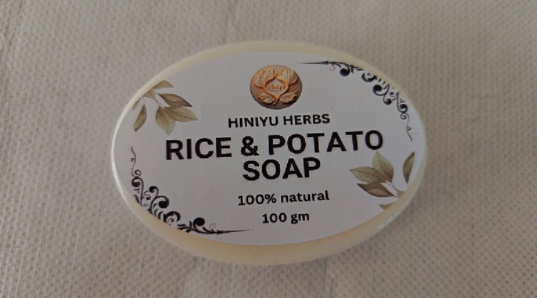 HINIYU HERBS
RICE & POTATO
SOAP
100% natural
100 gm